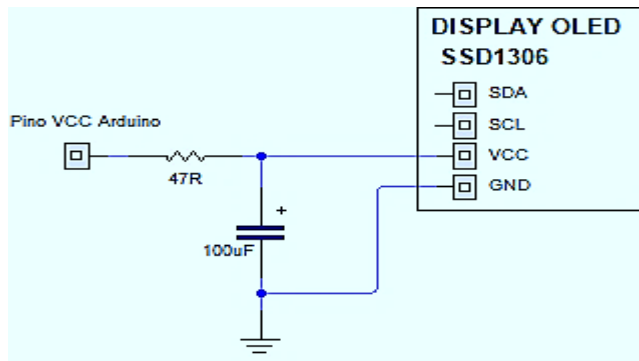 DISPLAY OLED
SSD1306
SDA
Pino VCC Arduino
SCL
VCC
47R
GND
+
100uF